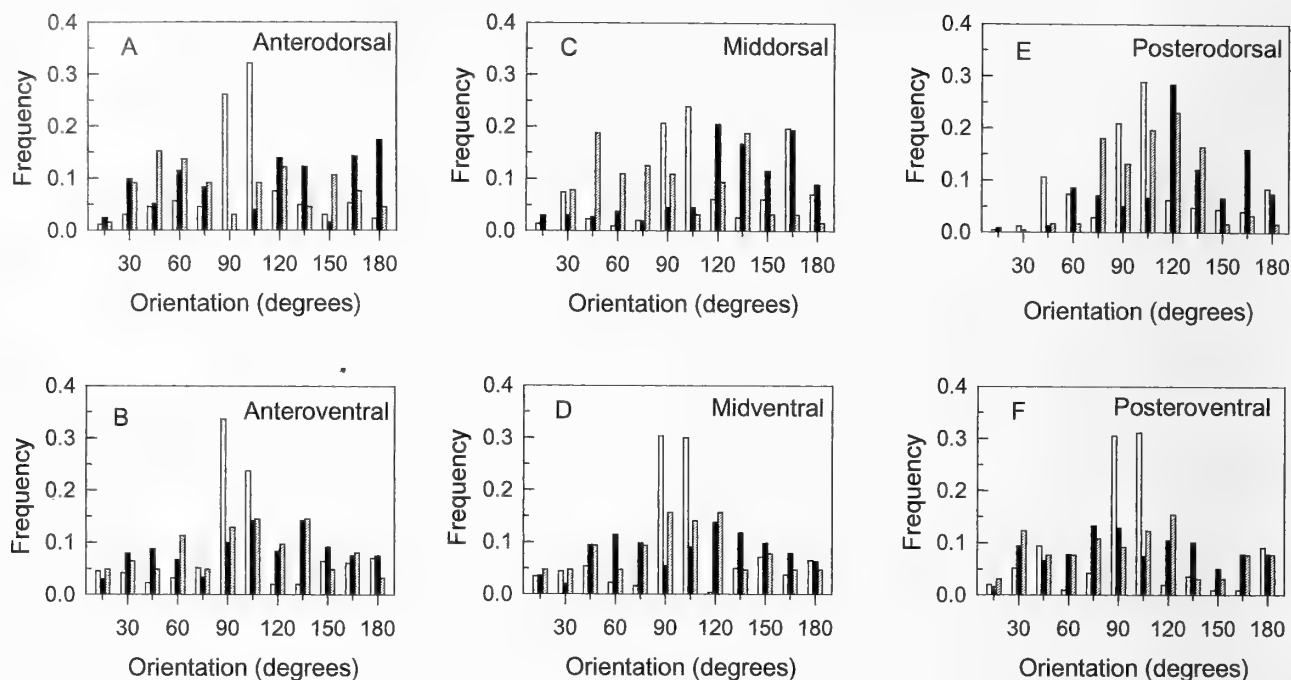 A
Anterodorsal
Frequency
0.4
0.3
0.2
0.1
0.0
30 60 90 120 150 180
Orientation (degrees)
C
Middorsal
Frequency
0.4
0.3
0.2
0.1
0.0
30 60 90 120 150 180
Orientation (degrees)
E
Posterodorsal
Frequency
0.4
0.3
0.2
0.1
0.0
30 60 90 120 150 180
Orientation (degrees)
B
Anteroventral
Frequency
0.4
0.3
0.2
0.1
0.0
30 60 90 120 150 180
Orientation (degrees)
D
Midventral
Frequency
0.4
0.3
0.2
0.1
0.0
30 60 90 120 150 180
Orientation (degrees)
F
Posteroventral
Frequency
0.4
0.3
0.2
0.1
0.0
30 60 90 120 150 180
Orientation (degrees)